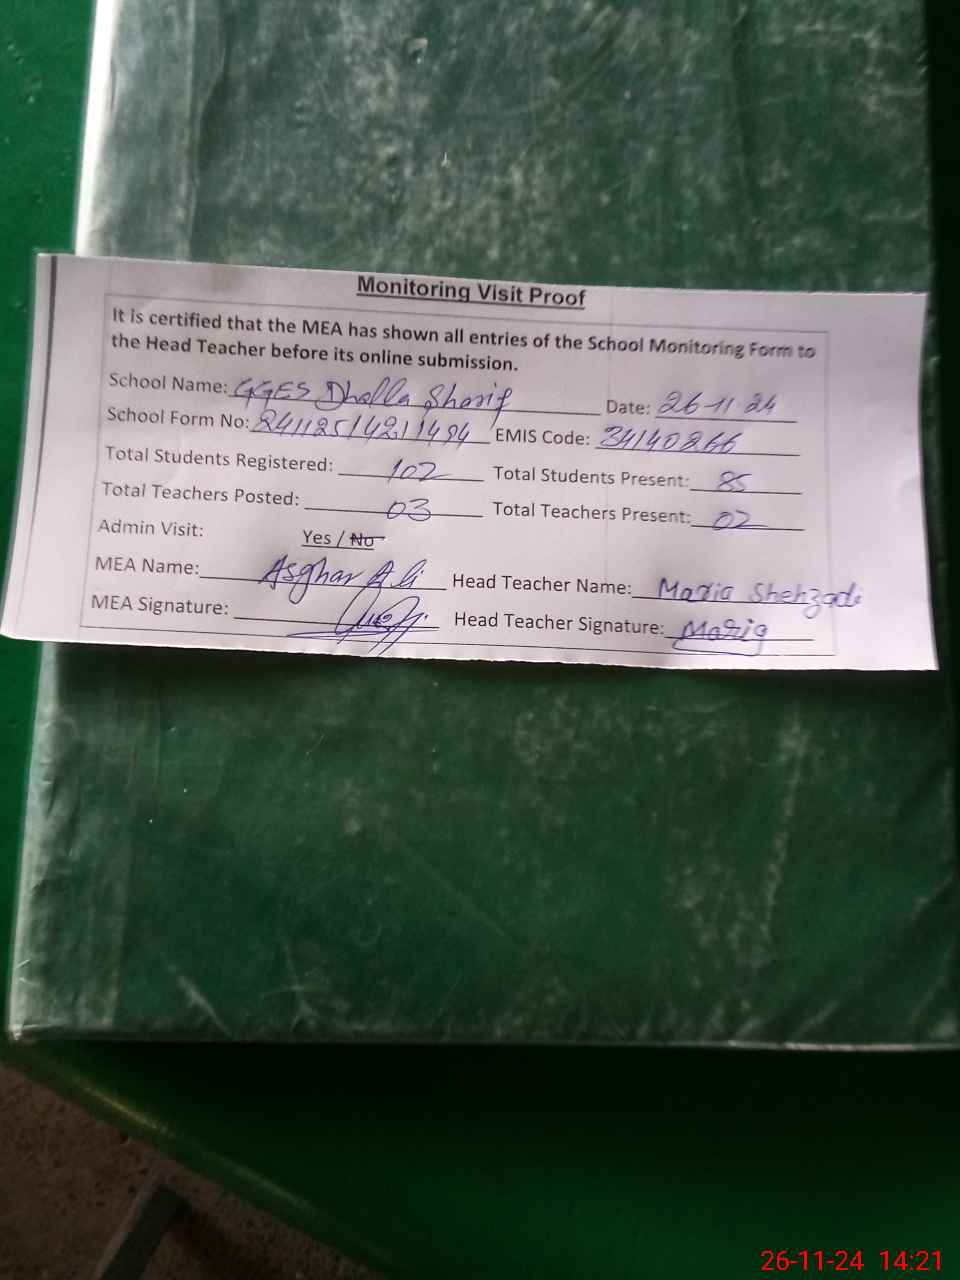 Monitoring Visit Proof
It is certified that the MEA has shown all entries of the School Monitoring Form to
the Head Teacher before its online submission.
School Name: GGES Dhalla Sharif Date: 26-11-24
School Form No: EMIS Code: 34140266
Total Students Registered: 102 Total Students Present: 85
Total Teachers Posted: 03 Total Teachers Present: 02
Admin Visit: Yes / No
MEA Name: Asghar Ali Head Teacher Name: Maria Shehzadi
MEA Signature: Head Teacher Signature: Maria
26-11-24 14:21